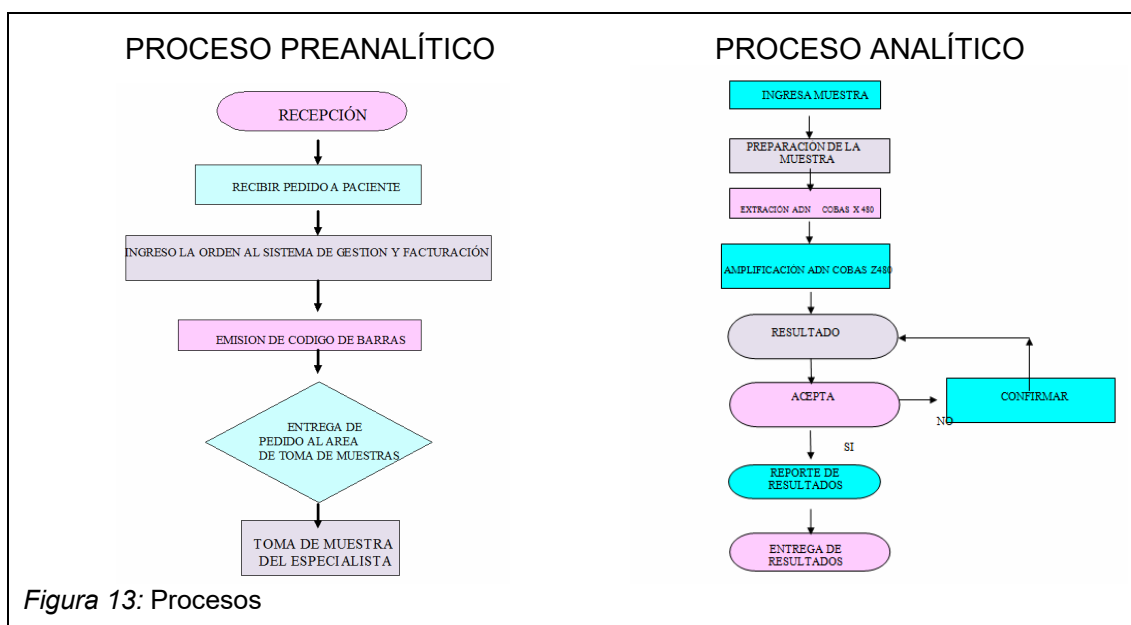 PROCESO PREANALÍTICO
RECEPCIÓN
RECIBIR PEDIDO A PACIENTE
INGRESO LA ORDEN AL SISTEMA DE GESTION Y FACTURACIÓN
EMISION DE CODIGO DE BARRAS
ENTREGA DE
PEDIDO AL AREA
DE TOMA DE MUESTRAS
TOMA DE MUESTRA
DEL ESPECIALISTA
PROCESO ANALÍTICO
INGRESA MUESTRA
PREPARACIÓN DE LA
MUESTRA
EXTRACIÓN ADN COBAS X 480
AMPLIFICACIÓN ADN COBAS Z480
RESULTADO
ACEPTA
NO
CONFIRMAR
SI
REPORTE DE
RESULTADOS
ENTREGA DE
RESULTADOS
Figura 13: Procesos